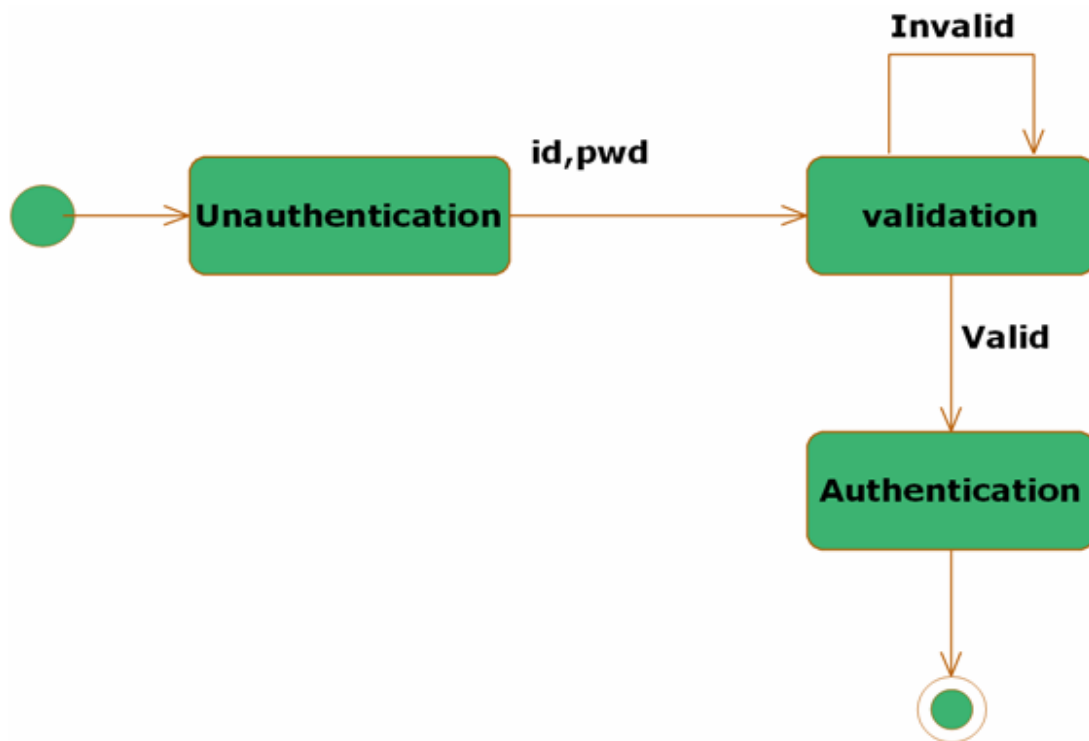 Invalid
id,pwd
Unauthentication
validation
Valid
Authentication